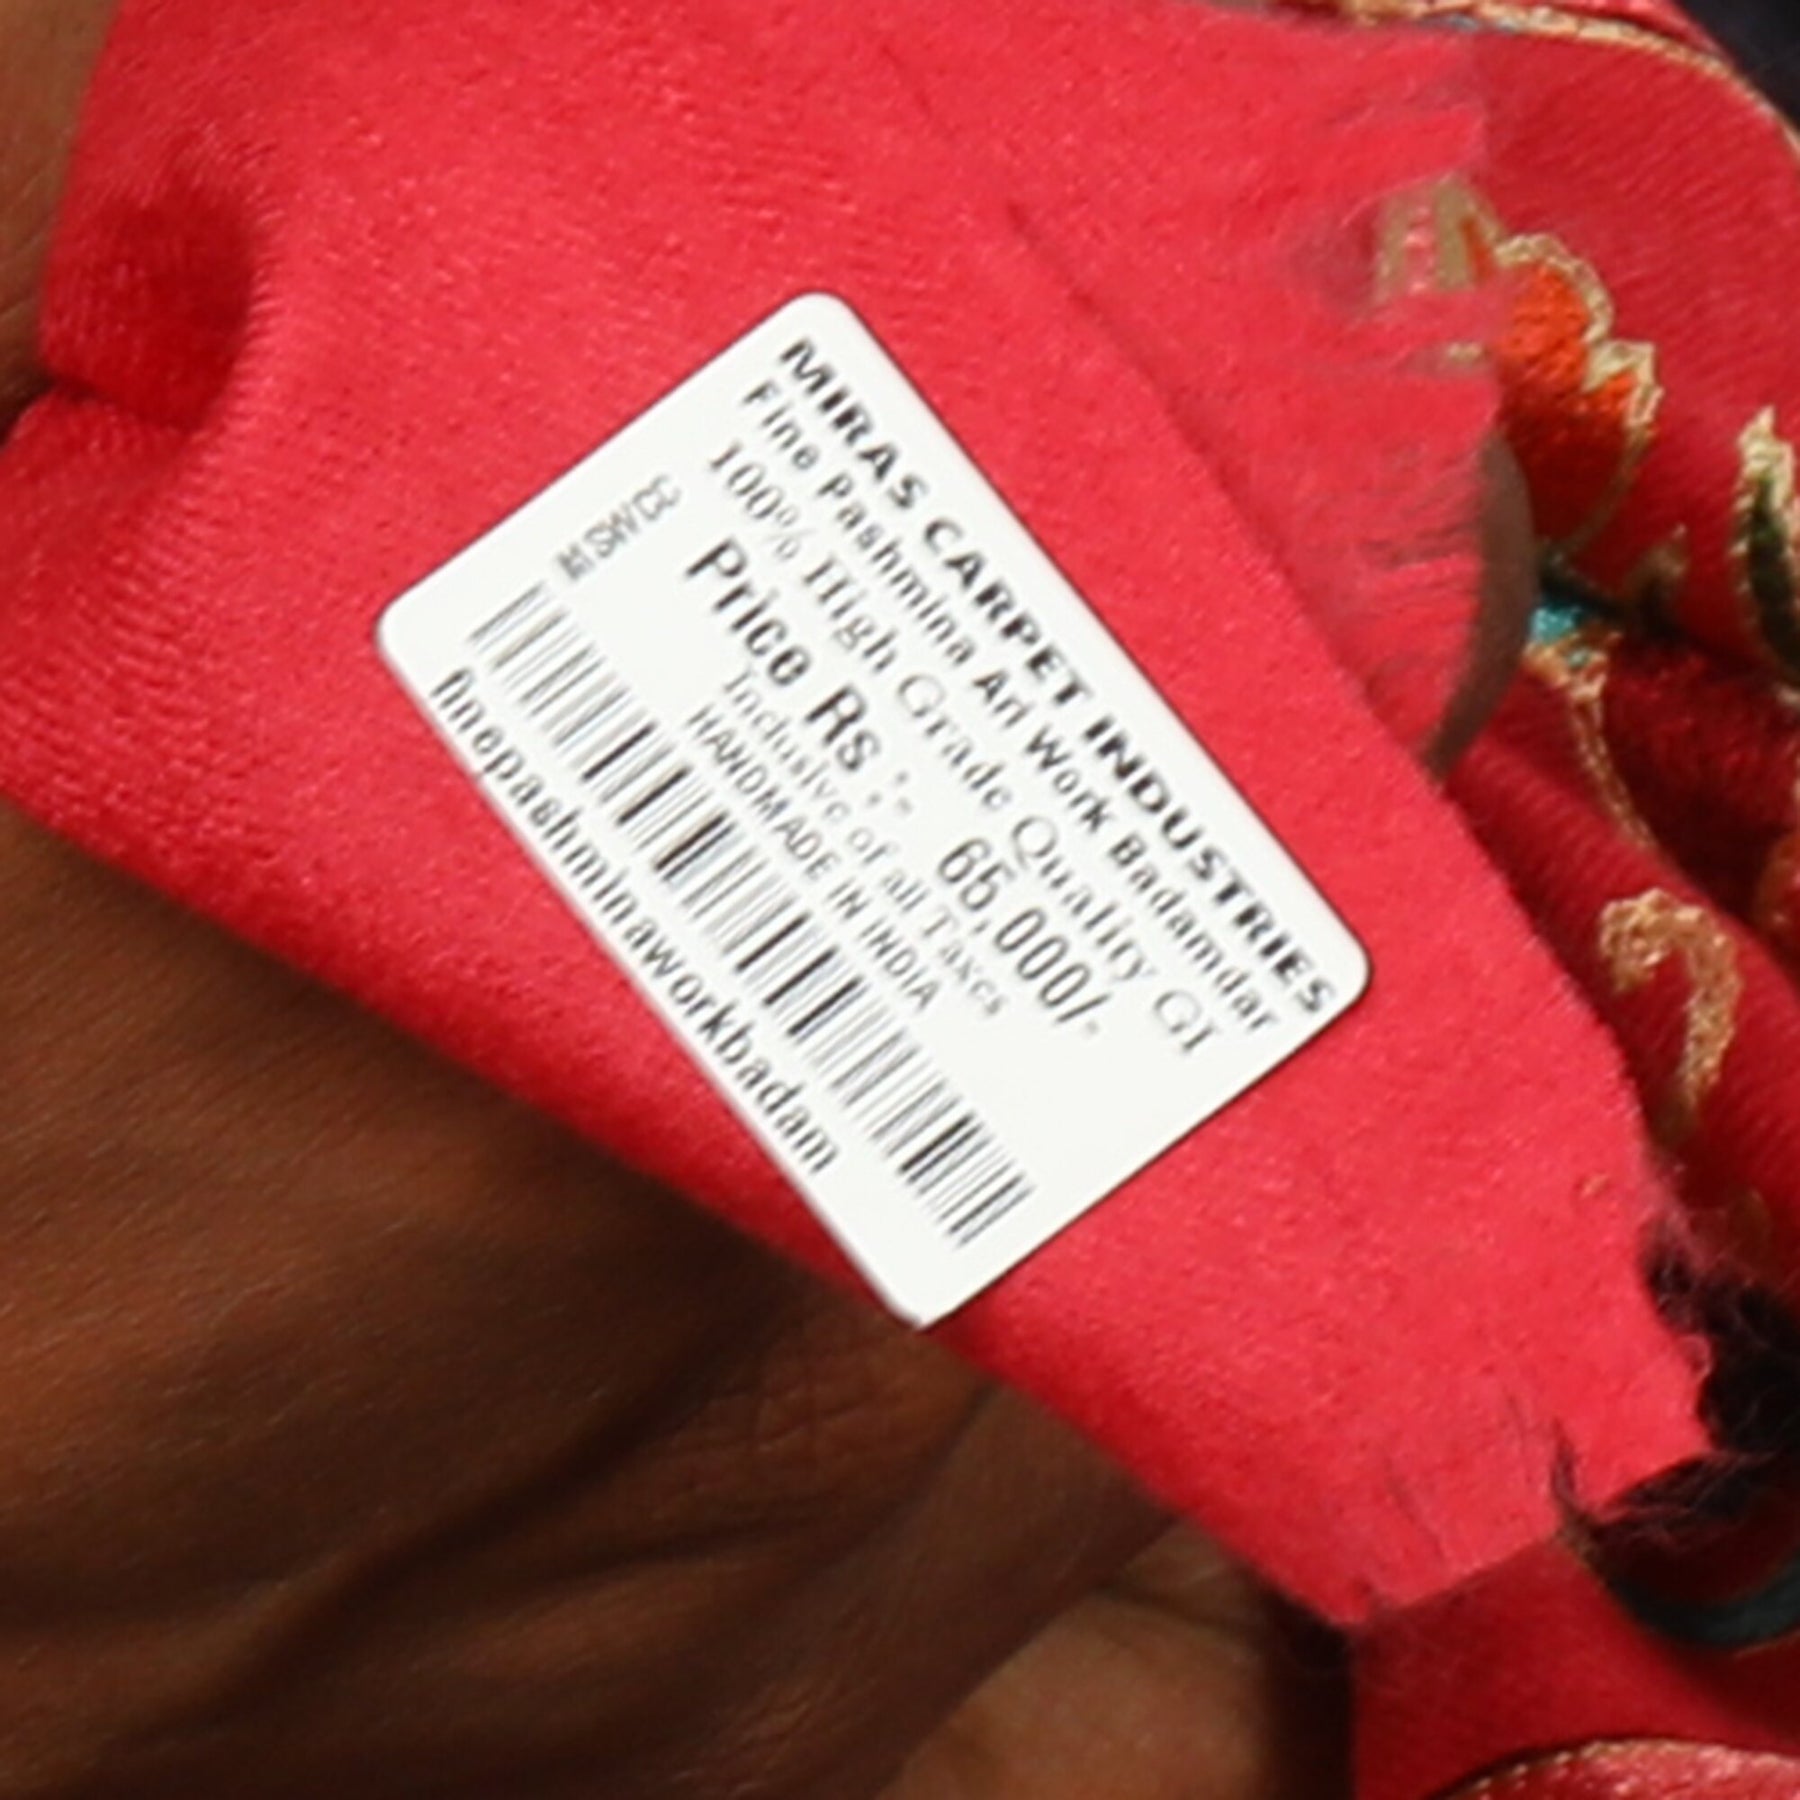 MIRAS CARPET INDUSTRIES
Fine Pashmina Art Work Badamdar
100% High Grade Quality GI
Price Rs : 65,000/-
Inclusive of all Taxes
HANDMADE IN INDIA
finepashminaworkbadam